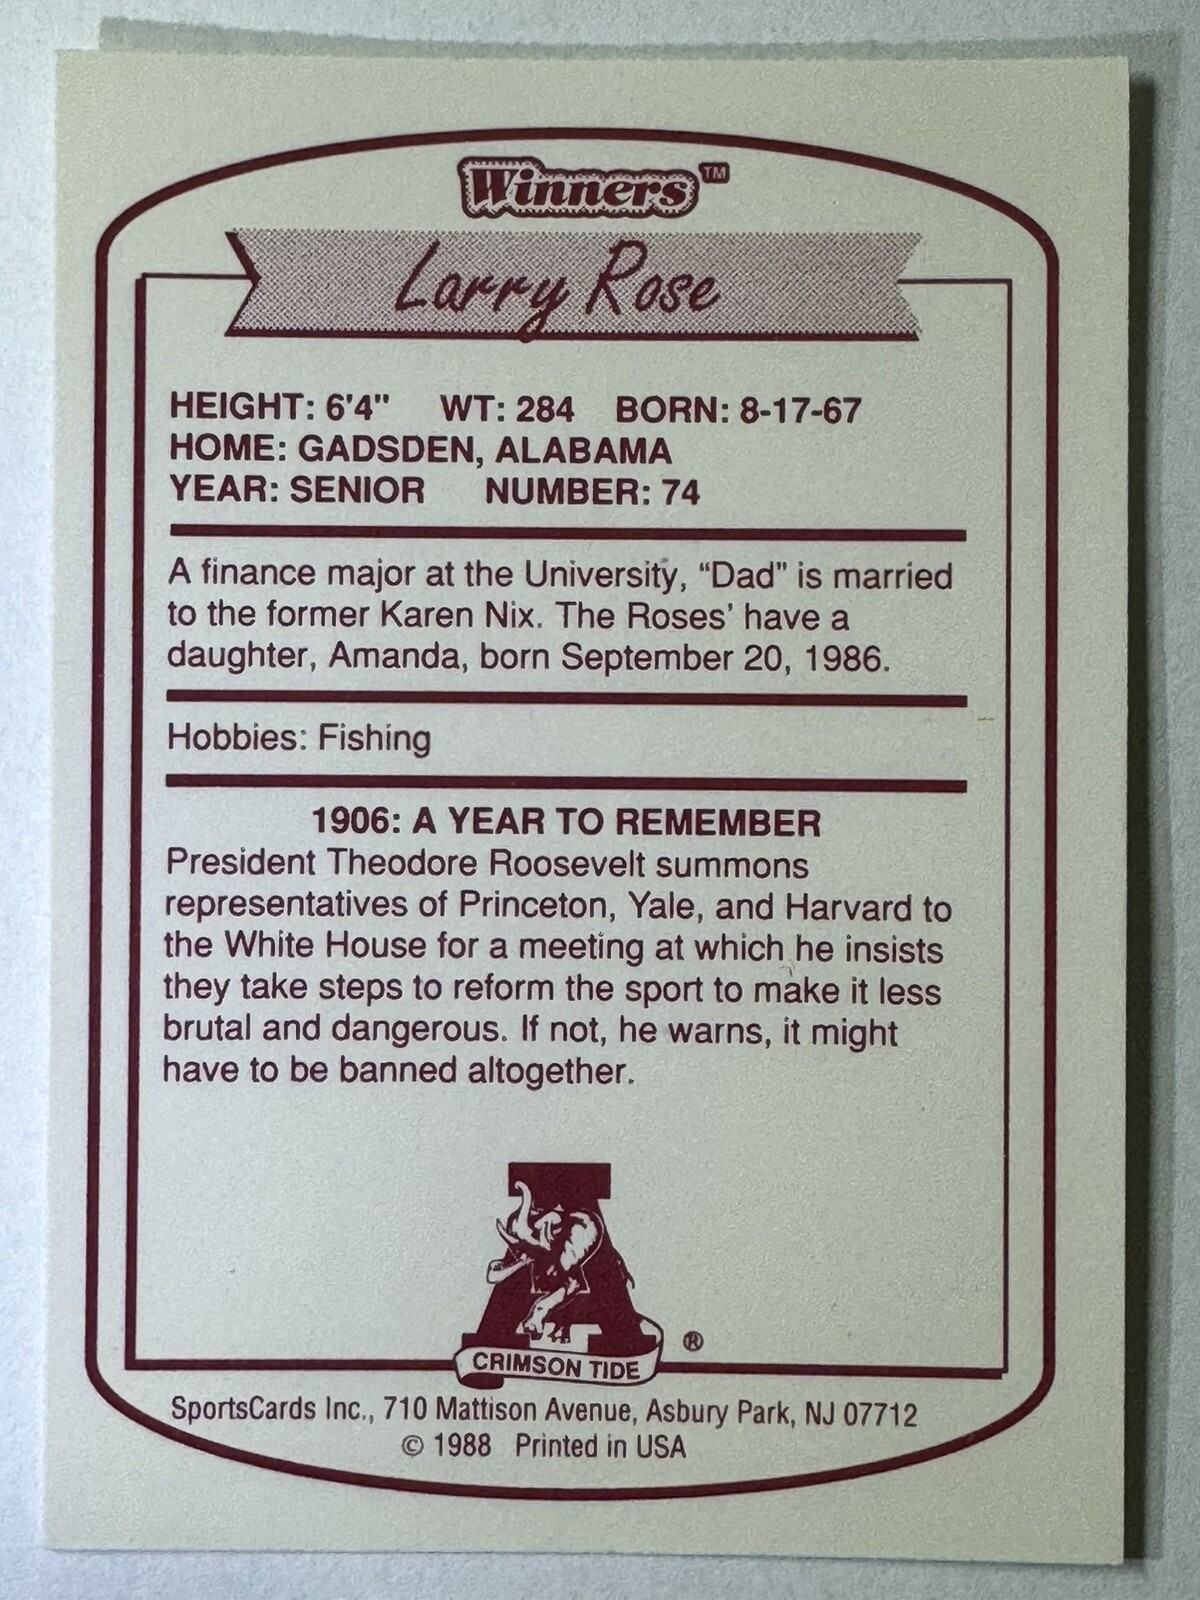 Winners™
Larry Rose
HEIGHT: 6'4" WT: 284 BORN: 8-17-67
HOME: GADSDEN, ALABAMA
YEAR: SENIOR NUMBER: 74
A finance major at the University, “Dad” is married
to the former Karen Nix. The Roses’ have a
daughter, Amanda, born September 20, 1986.
Hobbies: Fishing
1906: A YEAR TO REMEMBER
President Theodore Roosevelt summons
representatives of Princeton, Yale, and Harvard to
the White House for a meeting at which he insists
they take steps to reform the sport to make it less
brutal and dangerous. If not, he warns, it might
have to be banned altogether.
A
®
CRIMSON TIDE
SportsCards Inc., 710 Mattison Avenue, Asbury Park, NJ 07712
© 1988 Printed in USA